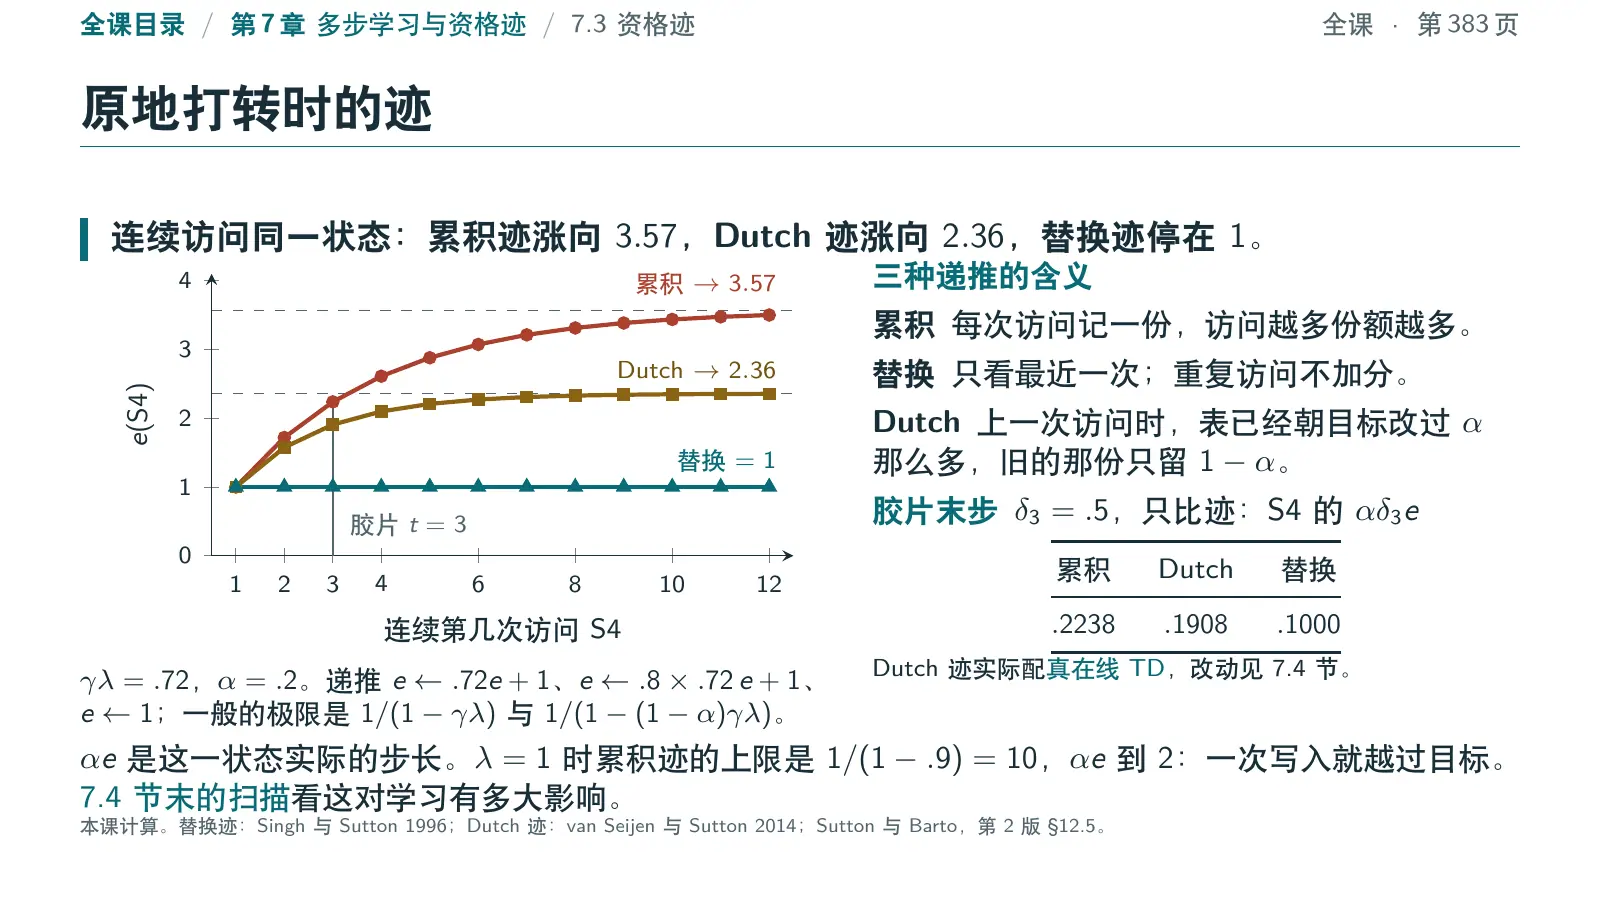 全课目录 / 第 7 章 多步学习与资格迹 / 7.3 资格迹
全课 · 第 383 页
原地打转时的迹
连续访问同一状态：累积迹涨向 3.57，Dutch 迹涨向 2.36，替换迹停在 1。
累积 → 3.57
Dutch → 2.36
替换 = 1
胶片 t = 3
e(S4)
4
3
2
1
0
1 2 3 4 6 8 10 12
连续第几次访问 S4
γλ = .72，α = .2。递推 e ← .72e + 1、e ← .8 × .72 e + 1、
e ← 1；一般的极限是 1/(1 − γλ) 与 1/(1 − (1 − α)γλ)。
三种递推的含义
累积 每次访问记一份，访问越多份额越多。
替换 只看最近一次；重复访问不加分。
Dutch 上一次访问时，表已经朝目标改过 α
那么多，旧的那份只留 1 − α。
胶片末步 δ₃ = .5，只比迹：S4 的 αδ₃e
累积 Dutch 替换
.2238 .1908 .1000
Dutch 迹实际配真在线 TD，改动见 7.4 节。
αe 是这一状态实际的步长。λ = 1 时累积迹的上限是 1/(1 − .9) = 10，αe 到 2：一次写入就越过目标。
7.4 节末的扫描看这对学习有多大影响。
本课计算。替换迹：Singh 与 Sutton 1996；Dutch 迹：van Seijen 与 Sutton 2014；Sutton 与 Barto，第 2 版 §12.5。